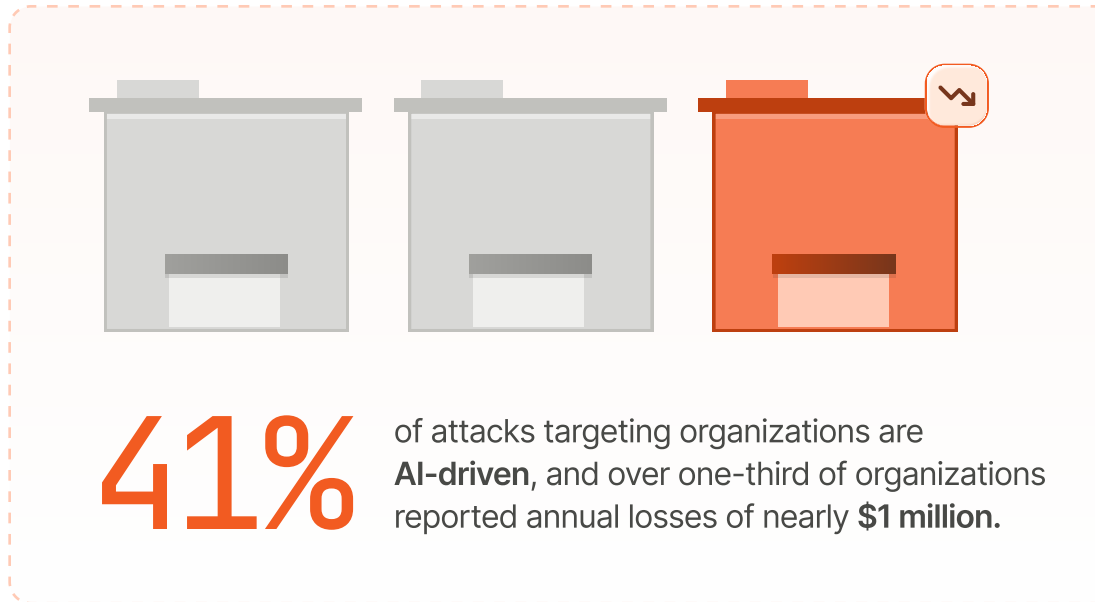 41%
of attacks targeting organizations are
AI-driven, and over one-third of organizations
reported annual losses of nearly $1 million.